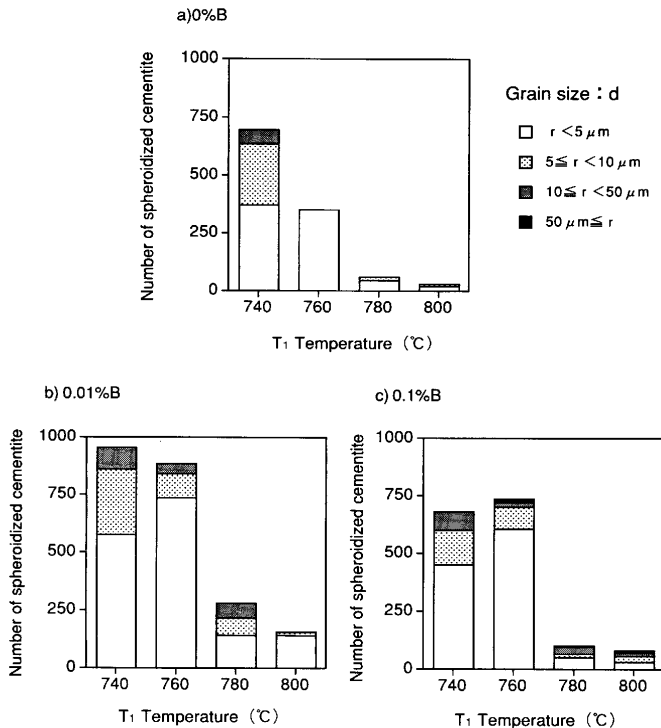 a)0%B
1000
750
500
250
0
Number of spheroidized cementite
740 760 780 800
T₁ Temperature (℃)
Grain size : d
r <5 μm
5≦ r <10 μm
10≦ r <50 μm
50 μm≦ r
b) 0.01%B
1000
750
500
250
0
Number of spheroidized cementite
740 760 780 800
T₁ Temperature (℃)
c) 0.1%B
1000
750
500
250
0
Number of spheroidized cementite
740 760 780 800
T₁ Temperature (℃)